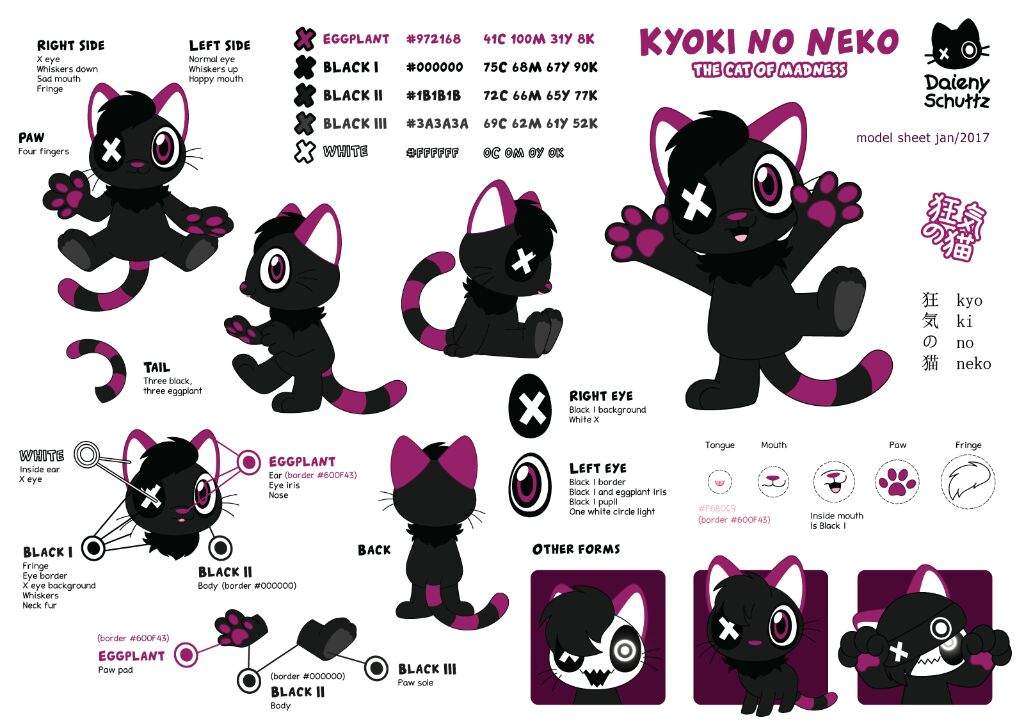 RIGHT SIDE
X eye
Whiskers down
Sad mouth
Fringe
LEFT SIDE
Normal eye
Whiskers up
Happy mouth
PAW
Four fingers
EGGPLANT #972168 41C 100M 31Y 8K
BLACK I #000000 75C 68M 67Y 90K
BLACK II #1B1B1B 72C 66M 65Y 77K
BLACK III #3A3A3A 69C 62M 61Y 52K
WHITE #FFFFFF 0C 0M 0Y 0K
KYOKI NO NEKO
THE CAT OF MADNESS
Daieny
Schuttz
model sheet jan/2017
狂気
の猫
狂 kyo
気 ki
の no
猫 neko
TAIL
Three black,
three eggplant
RIGHT EYE
Black I background
White X
LEFT EYE
Black I border
Black I and eggplant iris
Black I pupil
One white circle light
Tongue
#F680C9
(border #600F43)
Mouth
Inside mouth
is Black I
Paw
Fringe
WHITE
Inside ear
X eye
EGGPLANT
Ear (border #600F43)
Eye iris
Nose
BLACK I
Fringe
Eye border
X eye background
Whiskers
Neck fur
BLACK II
Body (border #000000)
BACK
(border #600F43)
EGGPLANT
Paw pad
(border #000000)
BLACK II
Body
BLACK III
Paw sole
OTHER FORMS